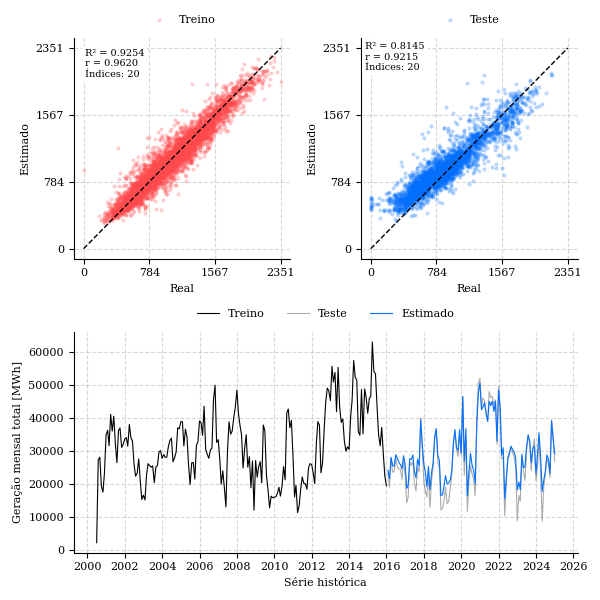 Treino
Teste
R² = 0.9254
r = 0.9620
Índices: 20
R² = 0.8145
r = 0.9215
Índices: 20
2351
1567
784
0
Estimado
0 784 1567 2351
Real
2351
1567
784
0
Estimado
0 784 1567 2351
Real
Treino Teste Estimado
Geração mensal total [MWh]
60000
50000
40000
30000
20000
10000
0
2000 2002 2004 2006 2008 2010 2012 2014 2016 2018 2020 2022 2024 2026
Série histórica